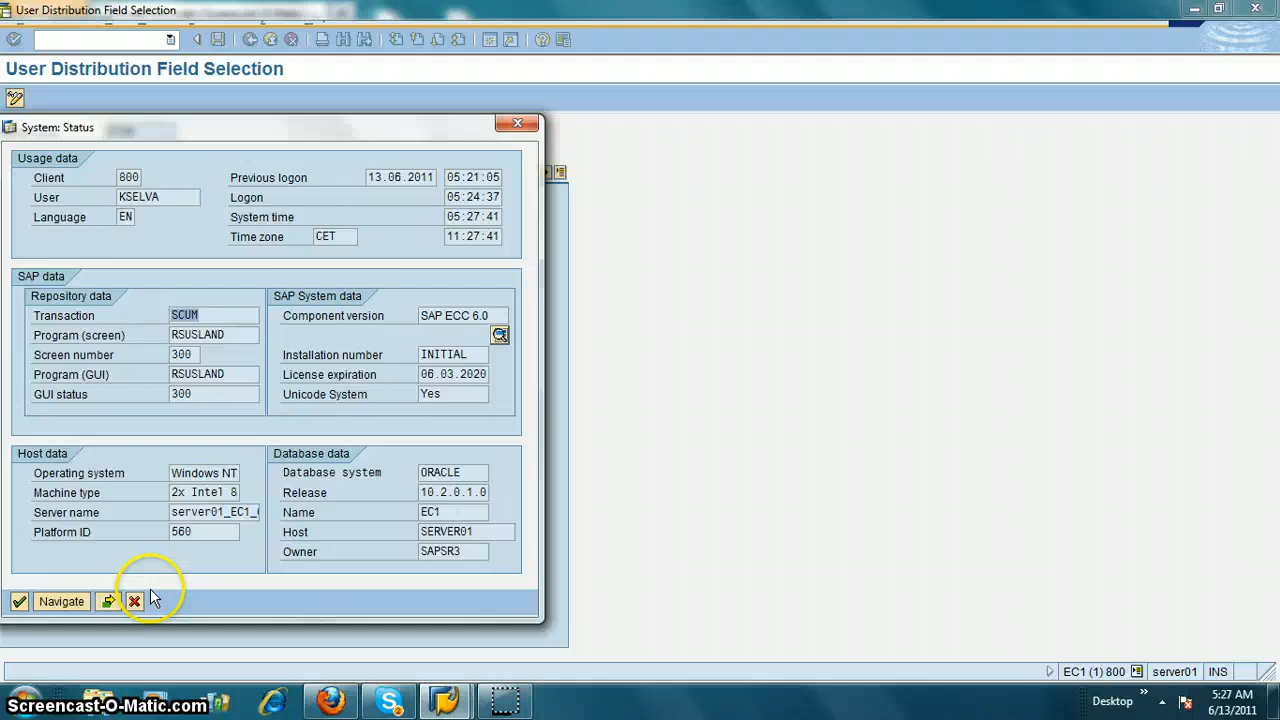 User Distribution Field Selection
User Distribution Field Selection
System: Status
Usage data
Client 800 Previous logon 13.06.2011 05:21:05
User KSELVA Logon 05:24:37
Language EN System time 05:27:41
Time zone CET 11:27:41
SAP data
Repository data
Transaction SCUM
Program (screen) RSUSLAND
Screen number 300
Program (GUI) RSUSLAND
GUI status 300
SAP System data
Component version SAP ECC 6.0
Installation number INITIAL
License expiration 06.03.2020
Unicode System Yes
Host data
Operating system Windows NT
Machine type 2x Intel 8
Server name server01_EC1_
Platform ID 560
Database data
Database system ORACLE
Release 10.2.0.1.0
Name EC1
Host SERVER01
Owner SAPSR3
Navigate
EC1 (1) 800 server01 INS
Desktop
5:27 AM
6/13/2011
Screencast-O-Matic.com